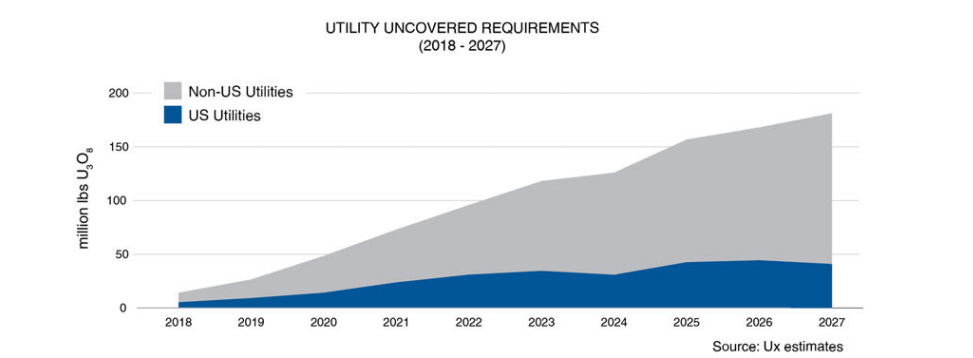 UTILITY UNCOVERED REQUIREMENTS
(2018 - 2027)
200
Non-US Utilities
US Utilities
150
100
50
0
million lbs U₃O₈
2018 2019 2020 2021 2022 2023 2024 2025 2026 2027
Source: Ux estimates